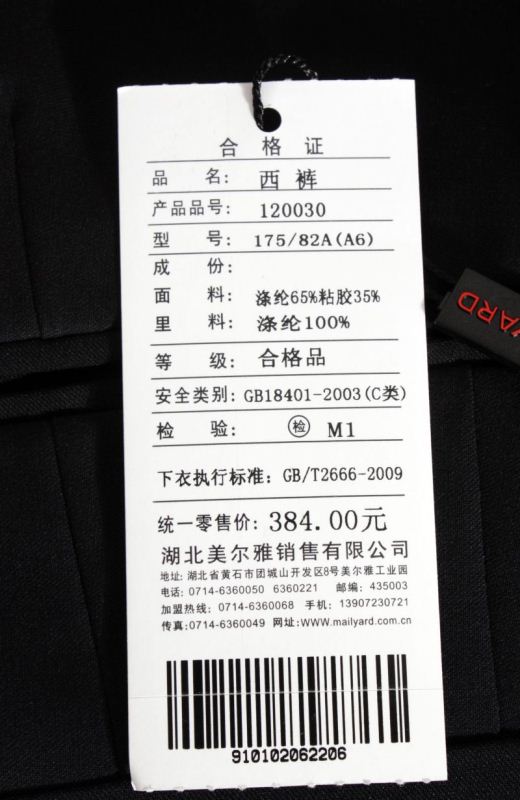 合格证
品 名: 西裤
产品品号: 120030
型 号: 175/82A(A6)
成 份:
面 料: 涤纶65%粘胶35%
里 料: 涤纶100%
等 级: 合格品
安全类别: GB18401-2003(C类)
检 验: 检 M1
下衣执行标准: GB/T2666-2009
统一零售价: 384.00元
湖北美尔雅销售有限公司
地址: 湖北省黄石市团城山开发区8号美尔雅工业园
电话: 0714-6360050 6360221 邮编: 435003
加盟热线: 0714-6360068 手机: 13907230721
传真:0714-6360049 网址:WWW.mailyard.com.cn
910102062206
YARD